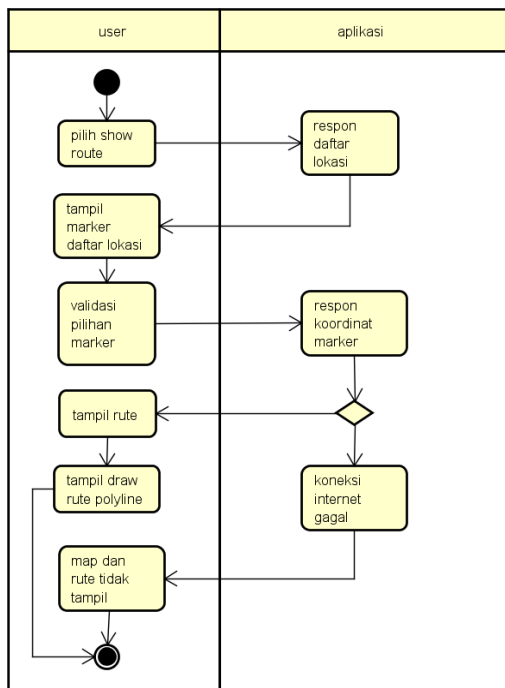 user
aplikasi
pilih show
route
respon
daftar
lokasi
tampil
marker
daftar lokasi
validasi
pilihan
marker
respon
koordinat
marker
tampil rute
tampil draw
rute polyline
koneksi
internet
gagal
map dan
rute tidak
tampil